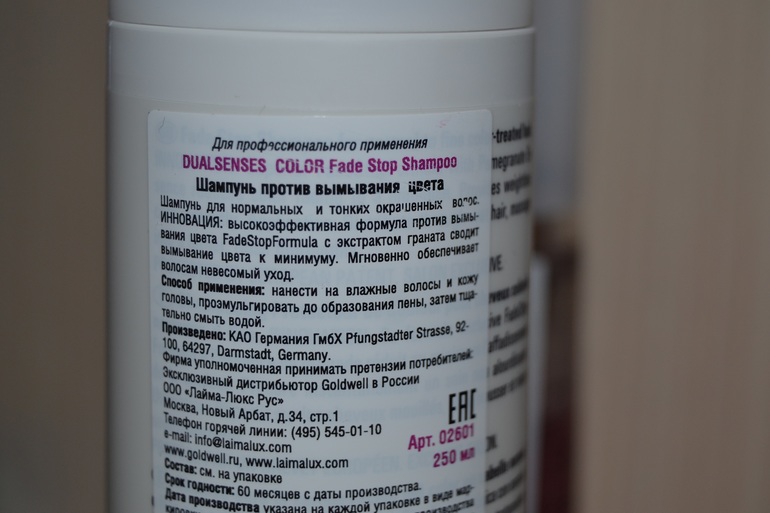 Для профессионального применения
DUALSENSES COLOR Fade Stop Shampoo
Шампунь против вымывания цвета
Шампунь для нормальных и тонких окрашенных волос.
ИННОВАЦИЯ: высокоэффективная формула против вымы-
вания цвета FadeStopFormula с экстрактом граната сводит
вымывание цвета к минимуму. Мгновенно обеспечивает
волосам невесомый уход.
Способ применения: нанести на влажные волосы и кожу
головы, проэмульгировать до образования пены, затем тща-
тельно смыть водой.
Произведено: КАО Германия ГмбХ Pfungstadter Strasse, 92-
100, 64297, Darmstadt, Germany.
Фирма уполномоченная принимать претензии потребителей:
Эксклюзивный дистрибьютор Goldwell в России
ООО «Лайма-Люкс Рус»
Москва, Новый Арбат, д.34, стр.1
Телефон горячей линии: (495) 545-01-10
e-mail: info@laimalux.com
www.goldwell.ru, www.laimalux.com
Состав: см. на упаковке
Срок годности: 60 месяцев с даты производства.
Дата производства указана на каждой упаковке в виде мар-
EAC
Арт. 02601
250 мл
-treated
weightless
hair,